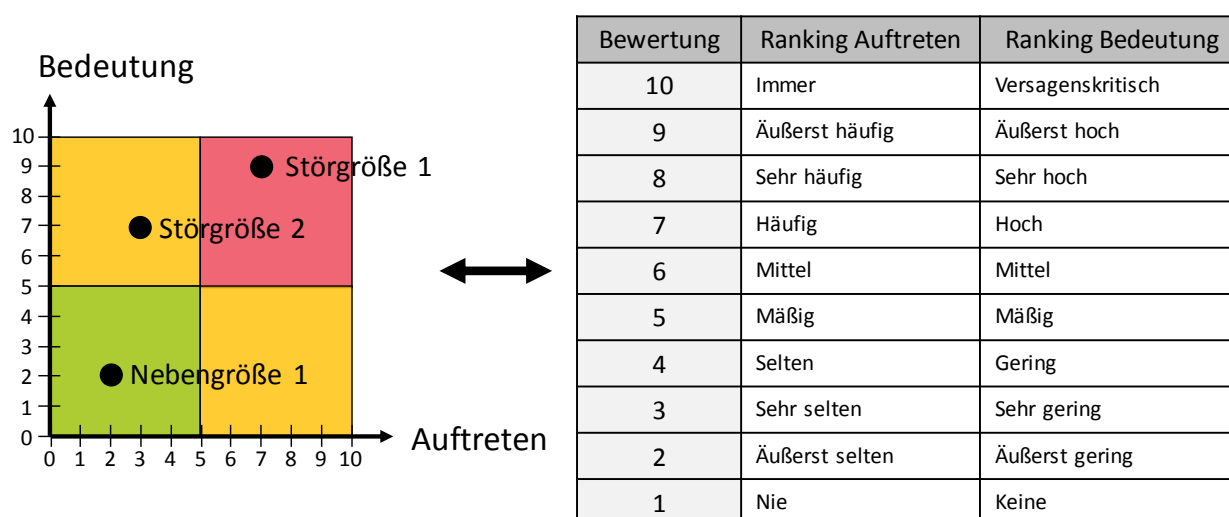 Bedeutung
10
9
8
7
6
5
4
3
2
1
0
Störgröße 1
Störgröße 2
Nebengröße 1
0 1 2 3 4 5 6 7 8 9 10
Auftreten
Bewertung Ranking Auftreten Ranking Bedeutung
10 Immer Versagenskritisch
9 Äußerst häufig Äußerst hoch
8 Sehr häufig Sehr hoch
7 Häufig Hoch
6 Mittel Mittel
5 Mäßig Mäßig
4 Selten Gering
3 Sehr selten Sehr gering
2 Äußerst selten Äußerst gering
1 Nie Keine